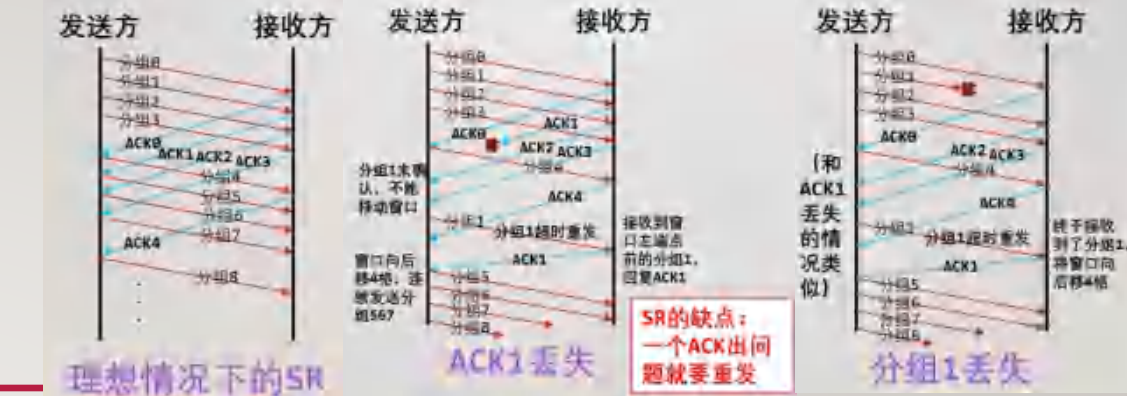 发送方
接收方
分组0
分组1
分组2
分组3
ACK0
ACK1
ACK2
ACK3
分组4
分组5
分组6
分组7
ACK4
分组8
理想情况下的SR
发送方
接收方
分组0
分组1
分组2
分组3
ACK1
ACK0
ACK2
ACK3
分组4
分组1未确
认，不能
移动窗口
ACK4
分组1
分组1超时重发
接收到窗
口左端点
前的分组1，
回复ACK1
ACK1
窗口向后
移4格，连
续发送分
组567
分组5
分组6
分组7
分组8
ACK1丢失
SR的缺点：
一个ACK出问
题就要重发
发送方
接收方
分组0
分组1
分组2
分组3
ACK0
ACK2
ACK3
分组4
(和
ACK1
丢失
的情
况类
似)
ACK4
分组1
分组1超时重发
终于接收
到了分组1，
将窗口向
后移4格
ACK1
分组5
分组6
分组7
分组8
分组1丢失